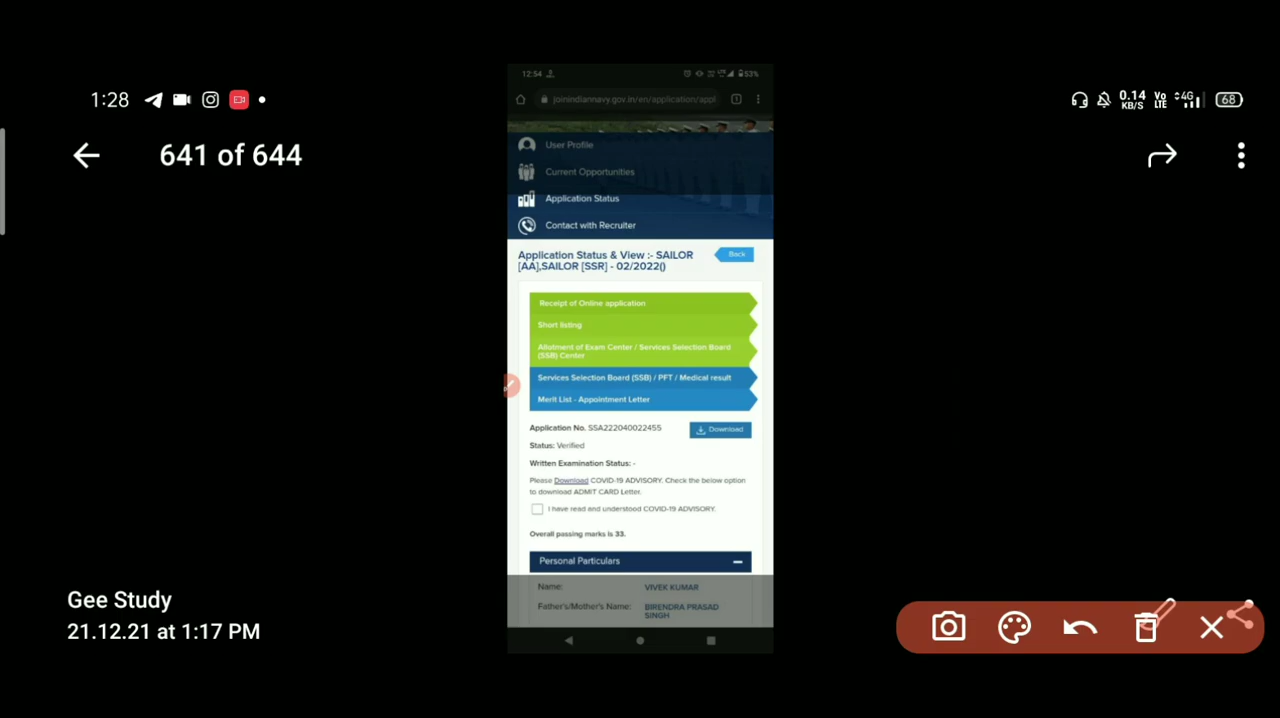 1:28
0.14
KB/S
Vo
LTE
4G
68
641 of 644
12:54
53%
joinindiannavy.gov.in/en/application/appl
1
User Profile
Current Opportunities
Application Status
Contact with Recruiter
Application Status & View :- SAILOR
[AA],SAILOR [SSR] - 02/2022()
Back
Receipt of Online application
Short listing
Allotment of Exam Center / Services Selection Board
(SSB) Center
Services Selection Board (SSB) / PFT / Medical result
Merit List - Appointment Letter
Application No. SSA222040022455
Download
Status: Verified
Written Examination Status: -
Please Download COVID-19 ADVISORY. Check the below option
to download ADMIT CARD Letter.
I have read and understood COVID-19 ADVISORY.
Overall passing marks is 33.
Personal Particulars
Name: VIVEK KUMAR
Father's/Mother's Name: BIRENDRA PRASAD
SINGH
Gee Study
21.12.21 at 1:17 PM